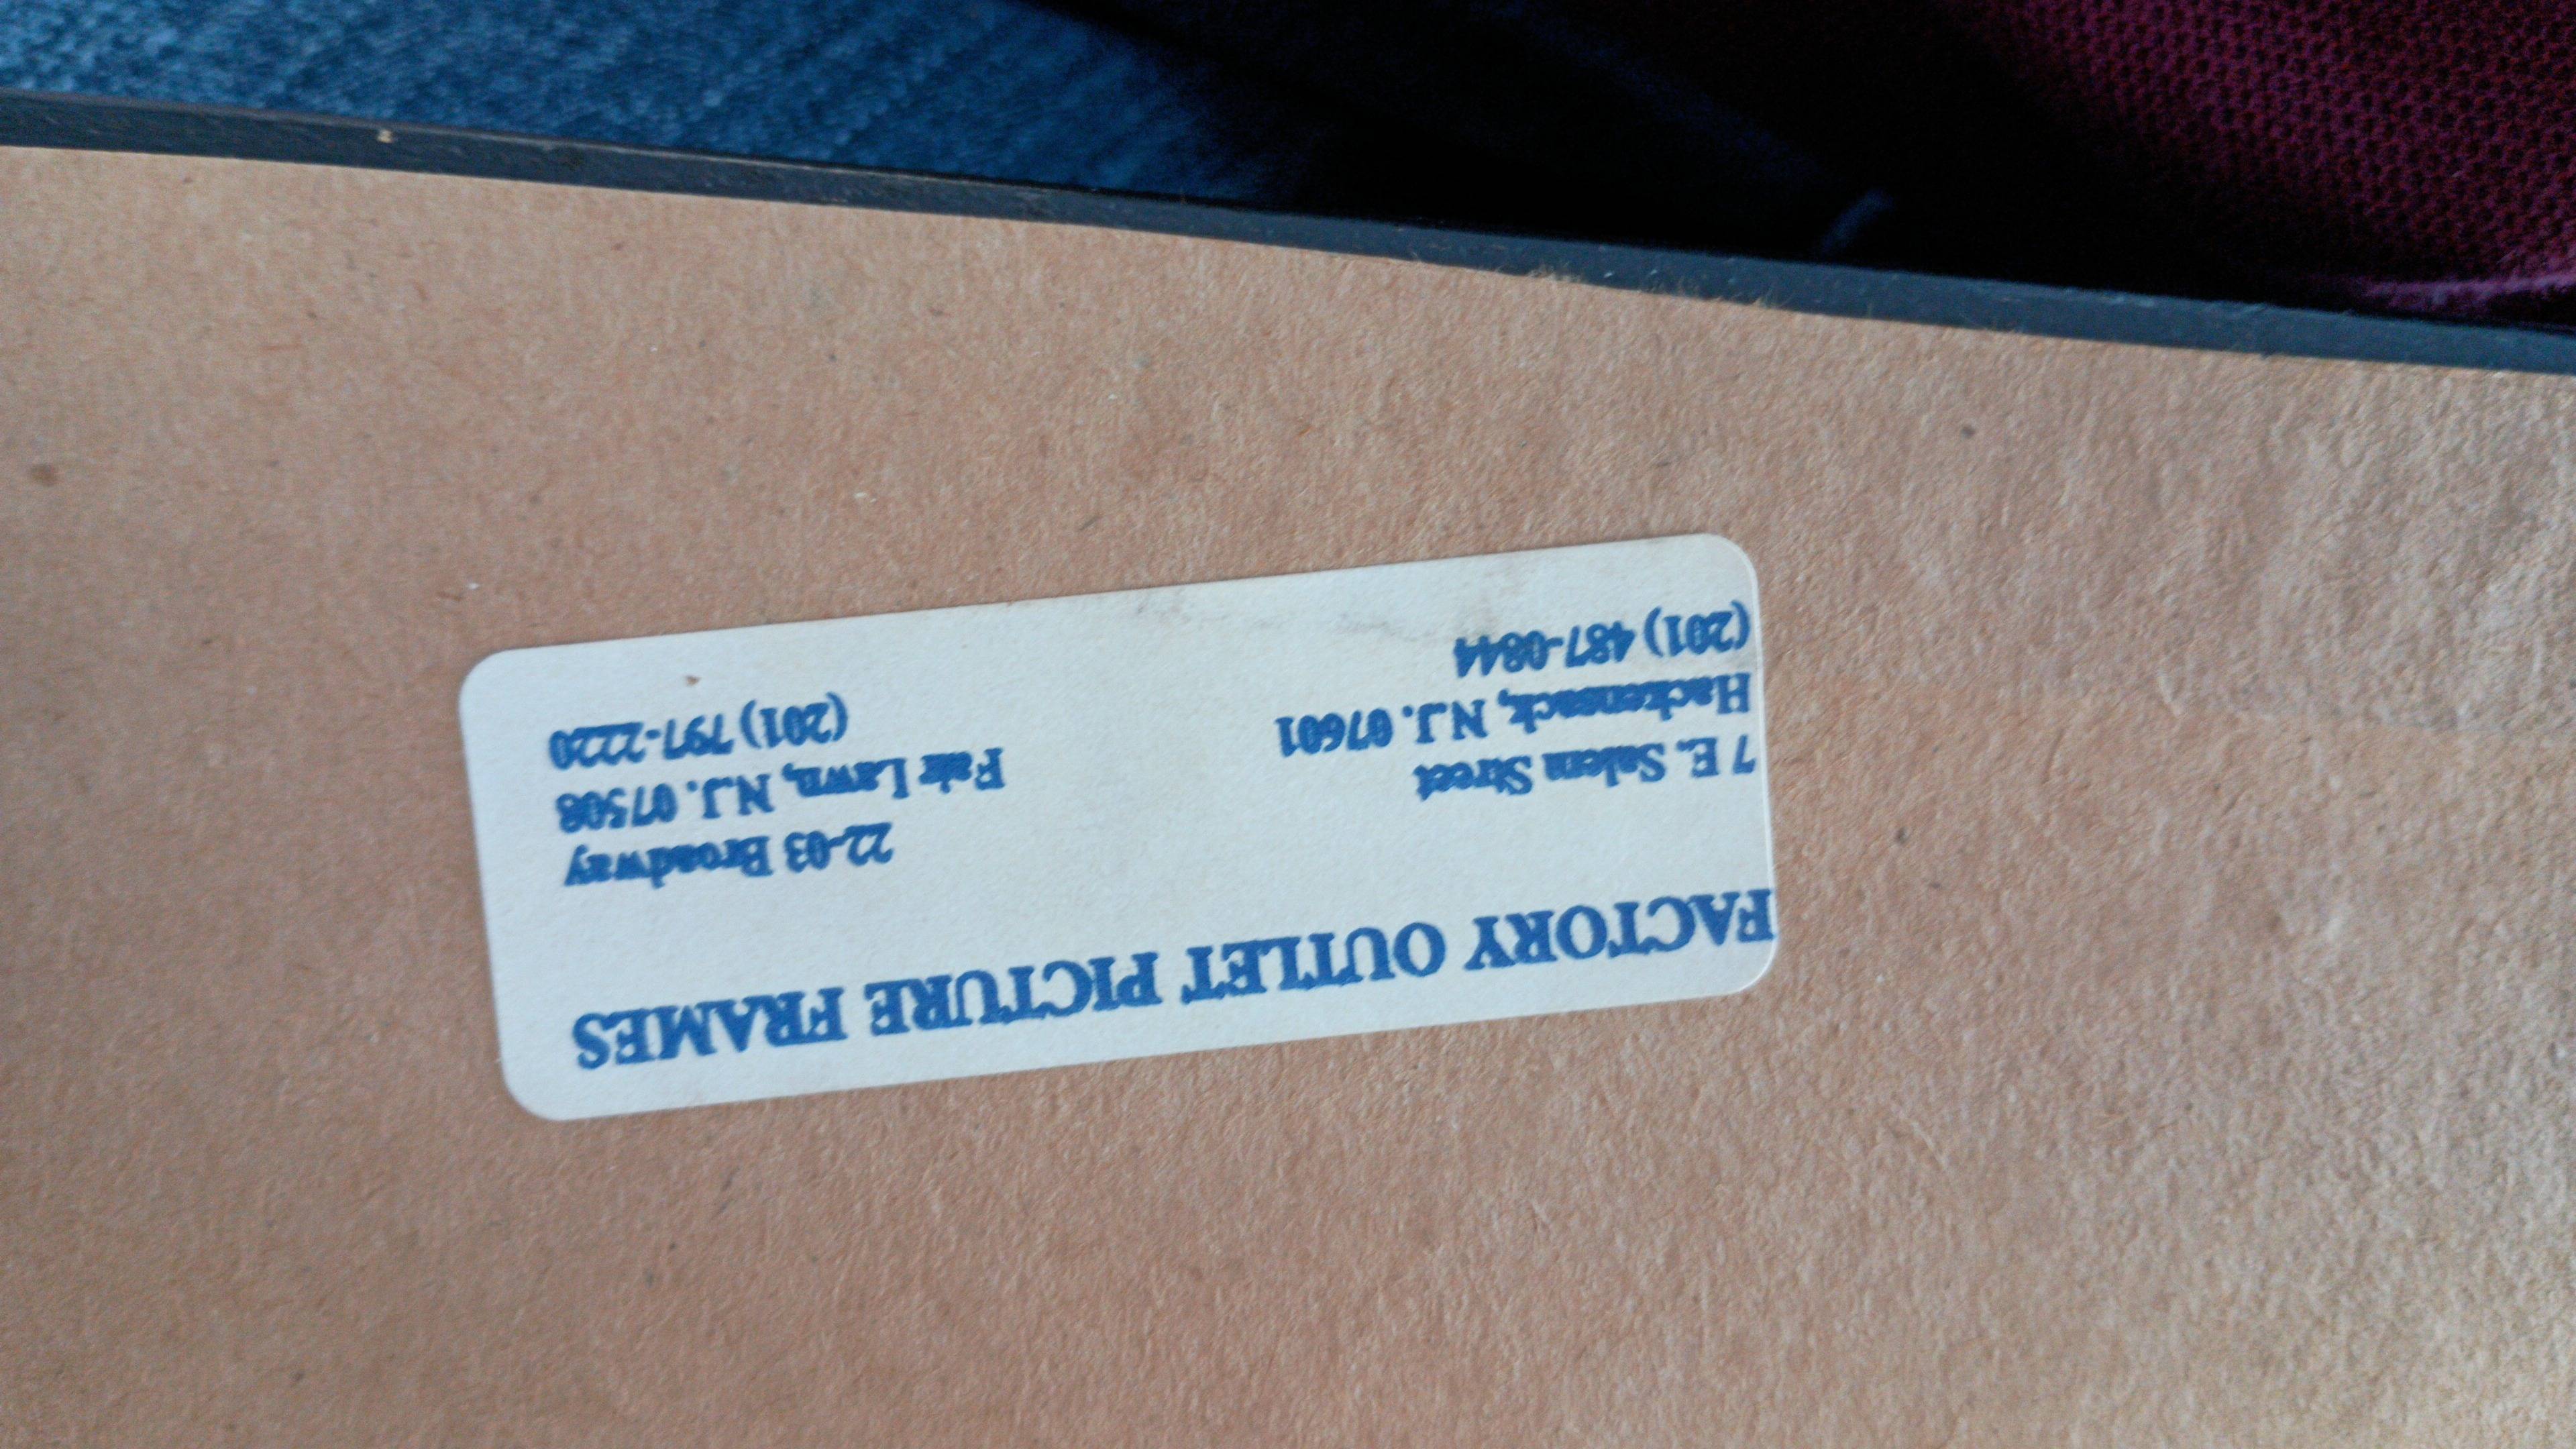 FACTORY OUTLET PICTURE FRAMES
7 E. Salem Street
Hackensack, N.J. 07601
(201) 487-0844
22-03 Broadway
Fair Lawn, N.J. 07508
(201) 797-2220